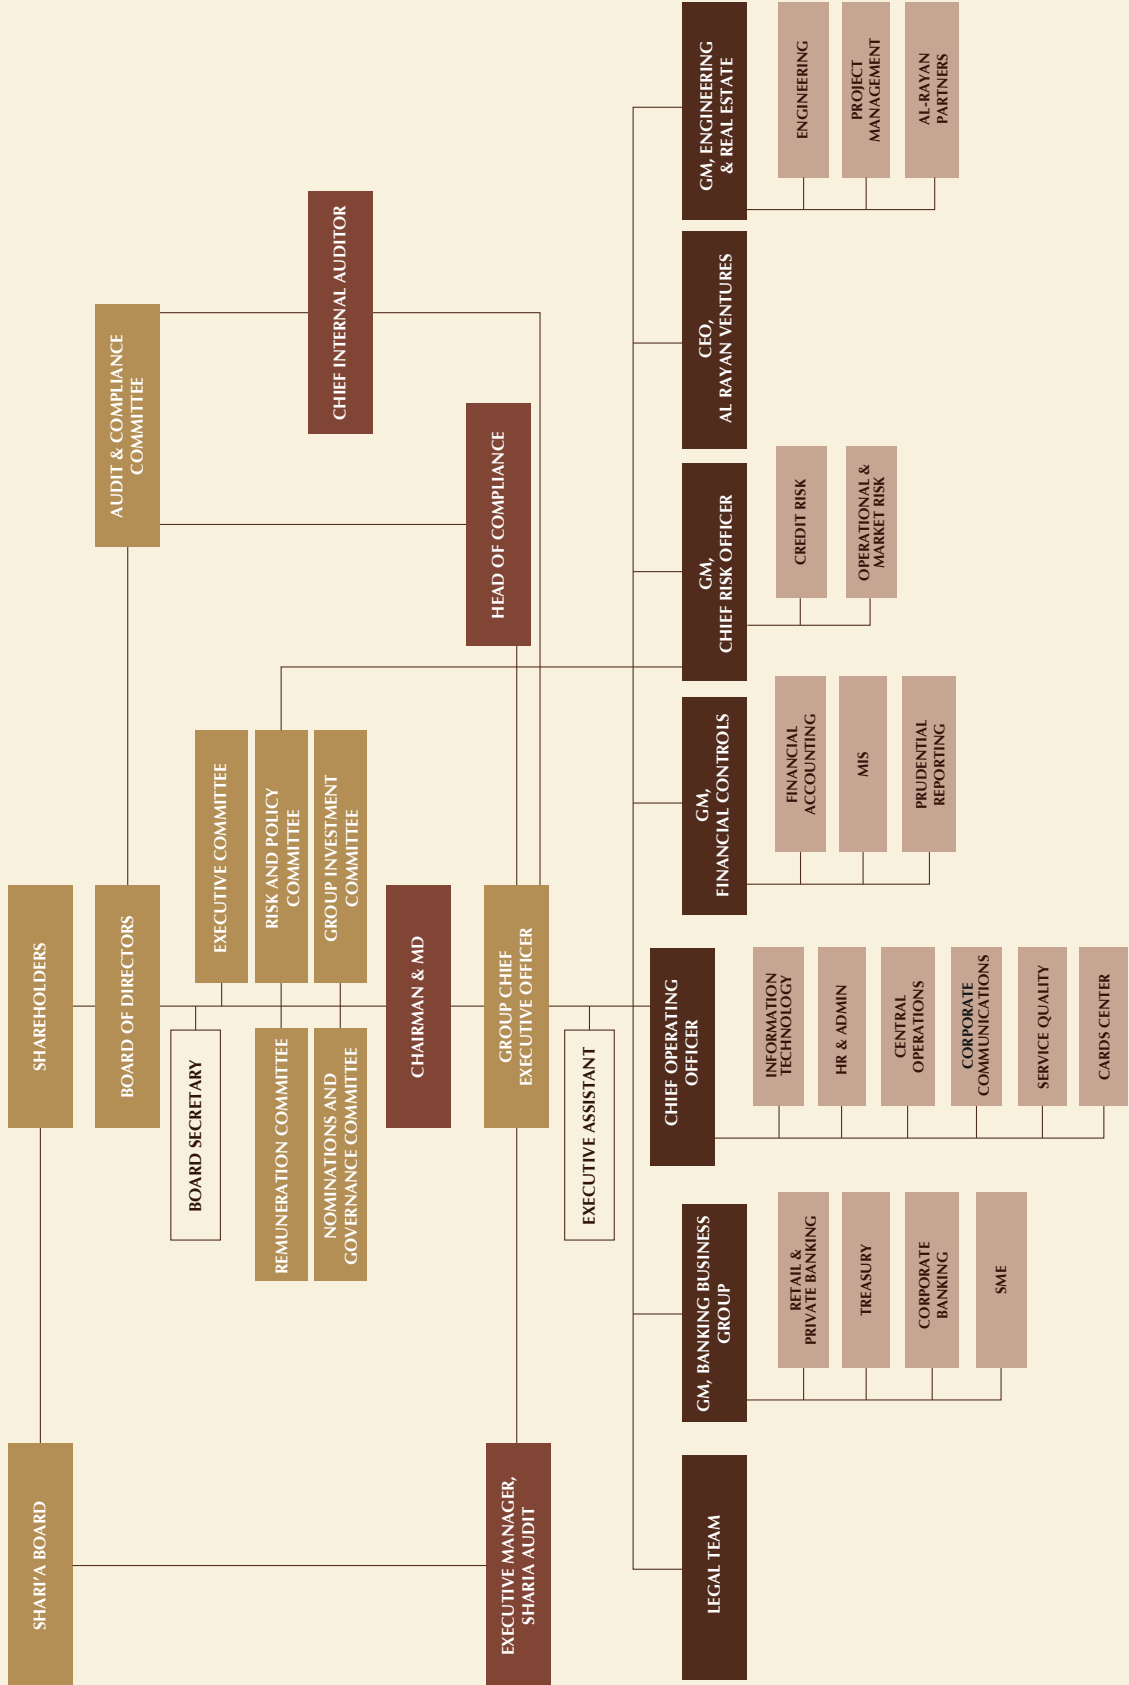 SHAREHOLDERS
SHARI'A BOARD
BOARD OF DIRECTORS
AUDIT & COMPLIANCE
COMMITTEE
BOARD SECRETARY
EXECUTIVE COMMITTEE
REMUNERATION COMMITTEE
RISK AND POLICY
COMMITTEE
NOMINATIONS AND
GOVERNANCE COMMITTEE
GROUP INVESTMENT
COMMITTEE
CHIEF INTERNAL AUDITOR
CHAIRMAN & MD
HEAD OF COMPLIANCE
EXECUTIVE MANAGER,
SHARIA AUDIT
GROUP CHIEF
EXECUTIVE OFFICER
EXECUTIVE ASSISTANT
LEGAL TEAM
GM, BANKING BUSINESS
GROUP
RETAIL &
PRIVATE BANKING
TREASURY
CORPORATE
BANKING
SME
CHIEF OPERATING
OFFICER
INFORMATION
TECHNOLOGY
HR & ADMIN
CENTRAL
OPERATIONS
CORPORATE
COMMUNICATIONS
SERVICE QUALITY
CARDS CENTER
GM,
FINANCIAL CONTROLS
FINANCIAL
ACCOUNTING
MIS
PRUDENTIAL
REPORTING
GM,
CHIEF RISK OFFICER
CREDIT RISK
OPERATIONAL &
MARKET RISK
CEO,
AL RAYAN VENTURES
GM, ENGINEERING
& REAL ESTATE
ENGINEERING
PROJECT
MANAGEMENT
AL-RAYAN
PARTNERS